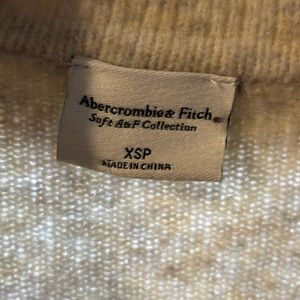 Abercrombie & Fitch
Soft A&F Collection
XSP
MADE IN CHINA